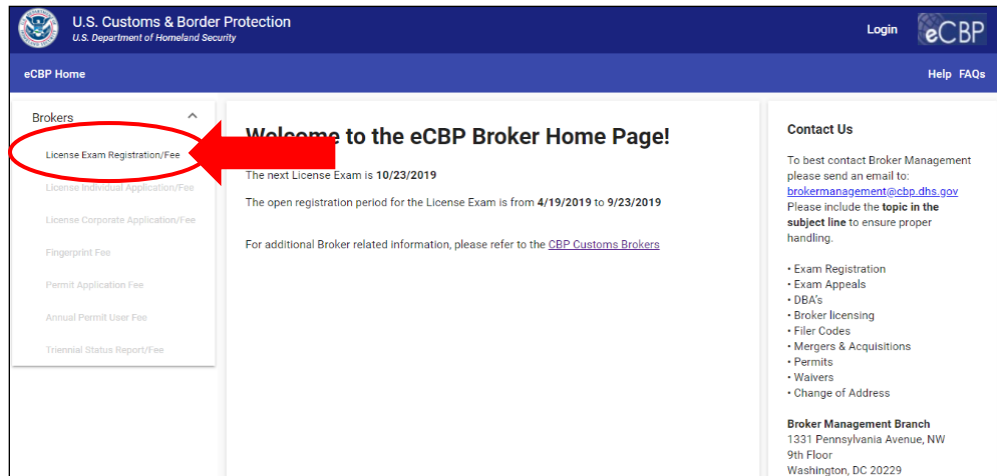 U.S. Customs & Border Protection
U.S. Department of Homeland Security
Login
eCBP
eCBP Home
Help FAQs
Brokers
License Exam Registration/Fee
License Individual Application/Fee
License Corporate Application/Fee
Fingerprint Fee
Permit Application Fee
Annual Permit User Fee
Triennial Status Report/Fee
Welcome to the eCBP Broker Home Page!
The next License Exam is 10/23/2019
The open registration period for the License Exam is from 4/19/2019 to 9/23/2019
For additional Broker related information, please refer to the CBP Customs Brokers
Contact Us
To best contact Broker Management
please send an email to:
brokermanagement@cbp.dhs.gov
Please include the topic in the
subject line to ensure proper
handling.
• Exam Registration
• Exam Appeals
• DBA's
• Broker licensing
• Filer Codes
• Mergers & Acquisitions
• Permits
• Waivers
• Change of Address
Broker Management Branch
1331 Pennsylvania Avenue, NW
9th Floor
Washington, DC 20229